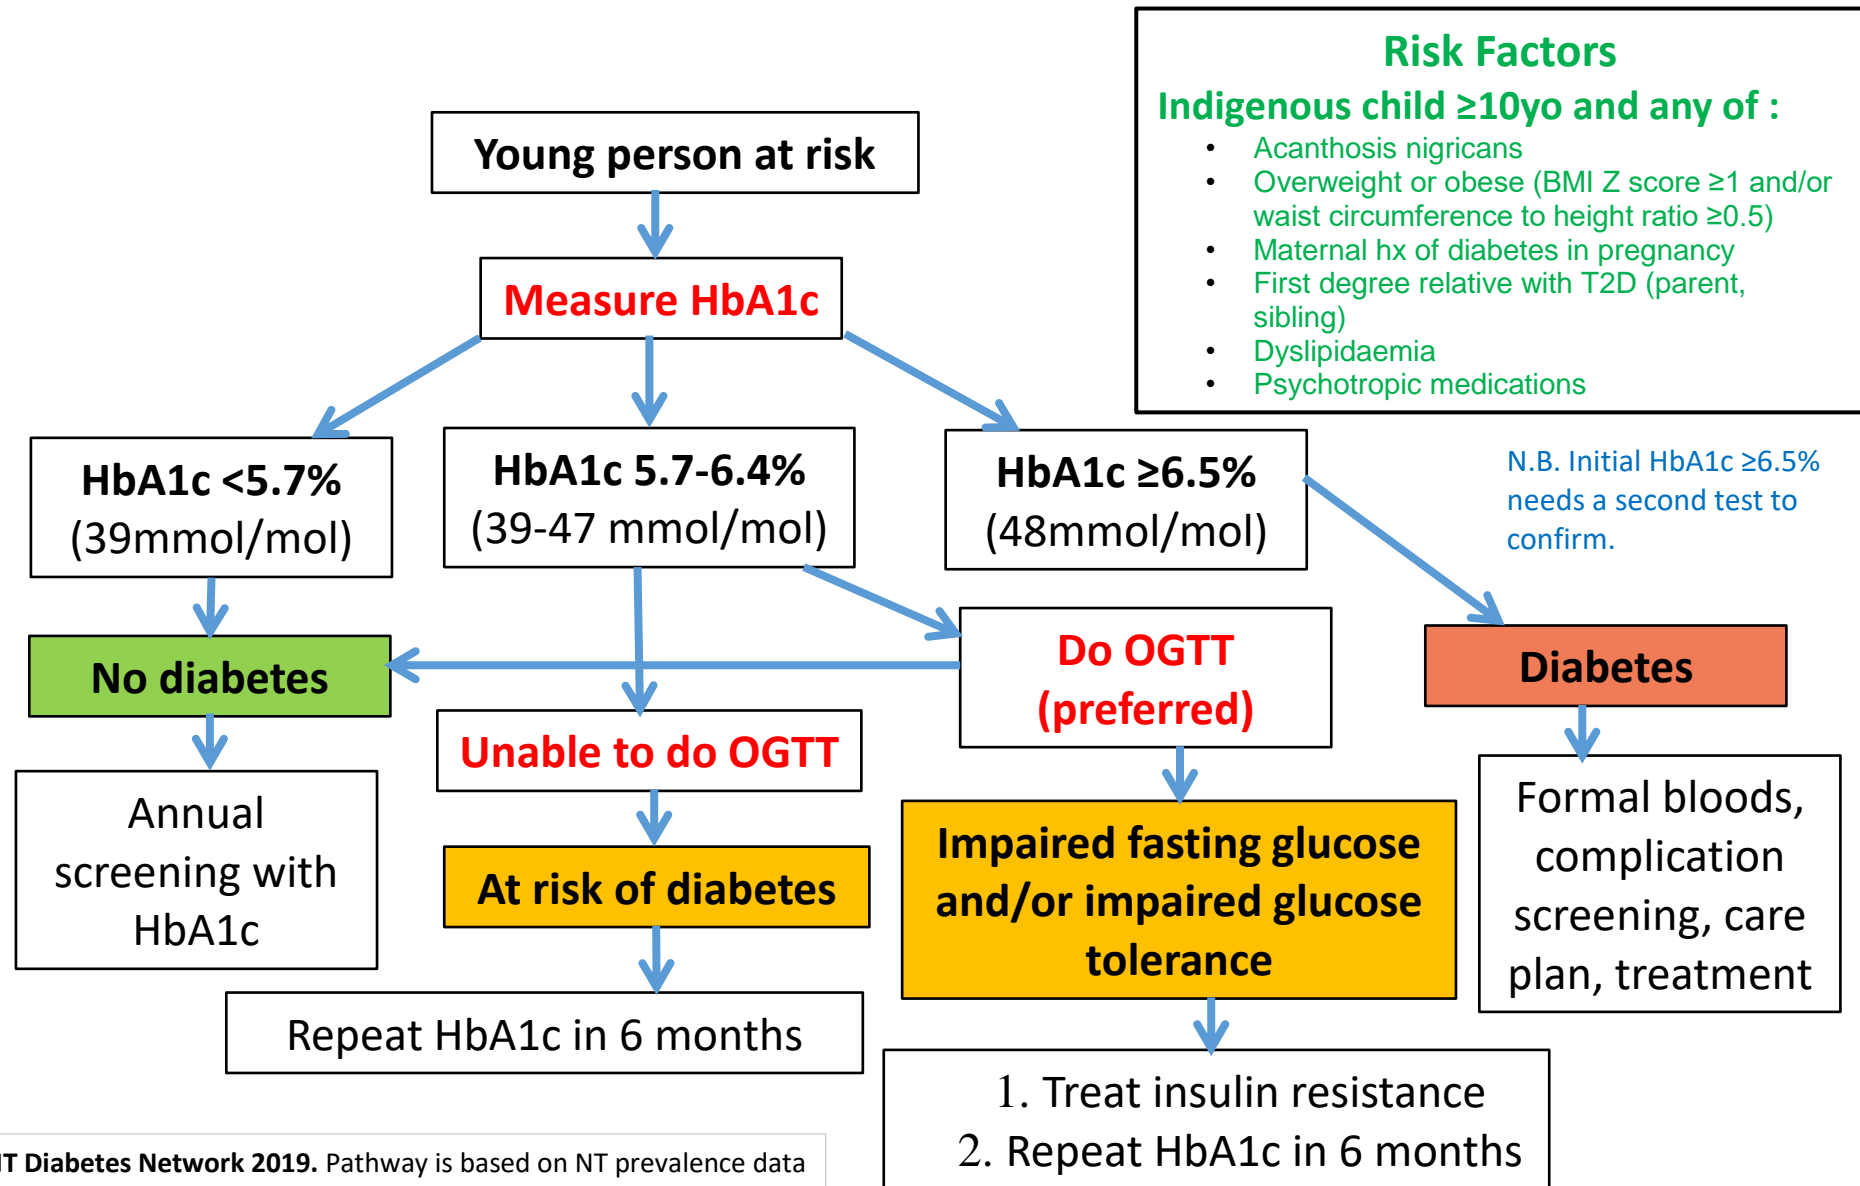 Risk Factors
Indigenous child ≥10yo and any of :
• Acanthosis nigricans
• Overweight or obese (BMI Z score ≥1 and/or
waist circumference to height ratio ≥0.5)
• Maternal hx of diabetes in pregnancy
• First degree relative with T2D (parent,
sibling)
• Dyslipidaemia
• Psychotropic medications
Young person at risk
Measure HbA1c
HbA1c <5.7%
(39mmol/mol)
HbA1c 5.7-6.4%
(39-47 mmol/mol)
HbA1c ≥6.5%
(48mmol/mol)
N.B. Initial HbA1c ≥6.5%
needs a second test to
confirm.
No diabetes
Do OGTT
(preferred)
Diabetes
Unable to do OGTT
Annual
screening with
HbA1c
At risk of diabetes
Impaired fasting glucose
and/or impaired glucose
tolerance
Formal bloods,
complication
screening, care
plan, treatment
Repeat HbA1c in 6 months
1. Treat insulin resistance
2. Repeat HbA1c in 6 months
NT Diabetes Network 2019. Pathway is based on NT prevalence data